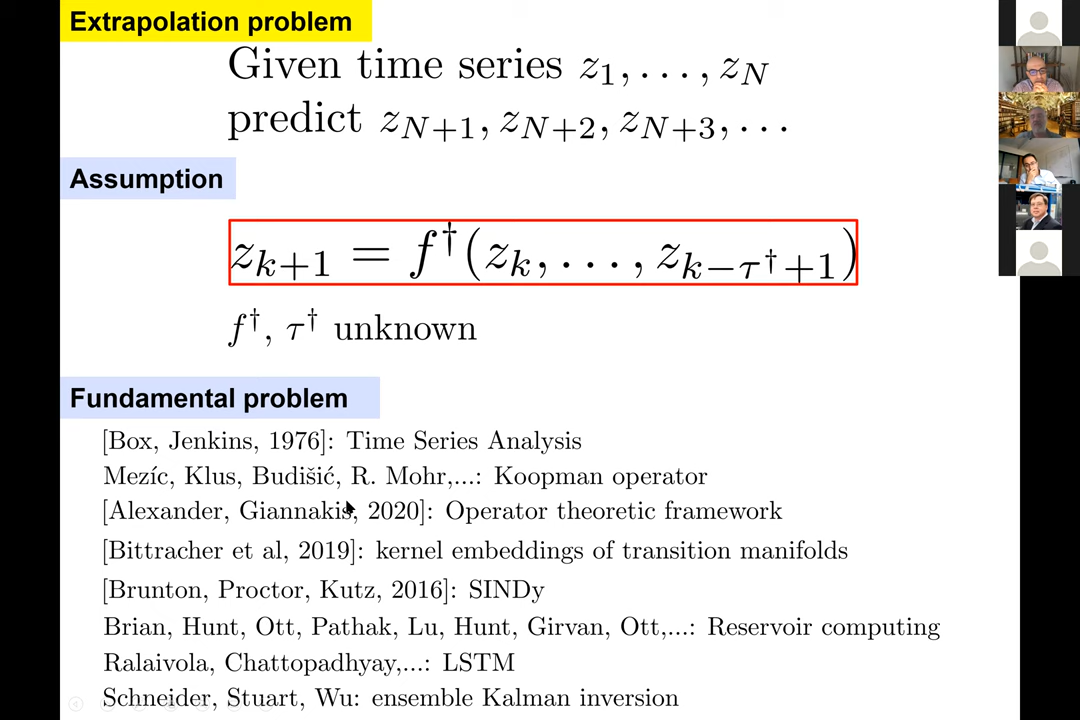 Extrapolation problem
Given time series z₁, . . . , z_N
predict z_{N+1}, z_{N+2}, z_{N+3}, . . .
Assumption
z_{k+1} = f^†(z_k, . . . , z_{k−τ^†+1})
f^†, τ^† unknown
Fundamental problem
[Box, Jenkins, 1976]: Time Series Analysis
Mezíc, Klus, Budišić, R. Mohr,...: Koopman operator
[Alexander, Giannakis, 2020]: Operator theoretic framework
[Bittracher et al, 2019]: kernel embeddings of transition manifolds
[Brunton, Proctor, Kutz, 2016]: SINDy
Brian, Hunt, Ott, Pathak, Lu, Hunt, Girvan, Ott,...: Reservoir computing
Ralaivola, Chattopadhyay,...: LSTM
Schneider, Stuart, Wu: ensemble Kalman inversion